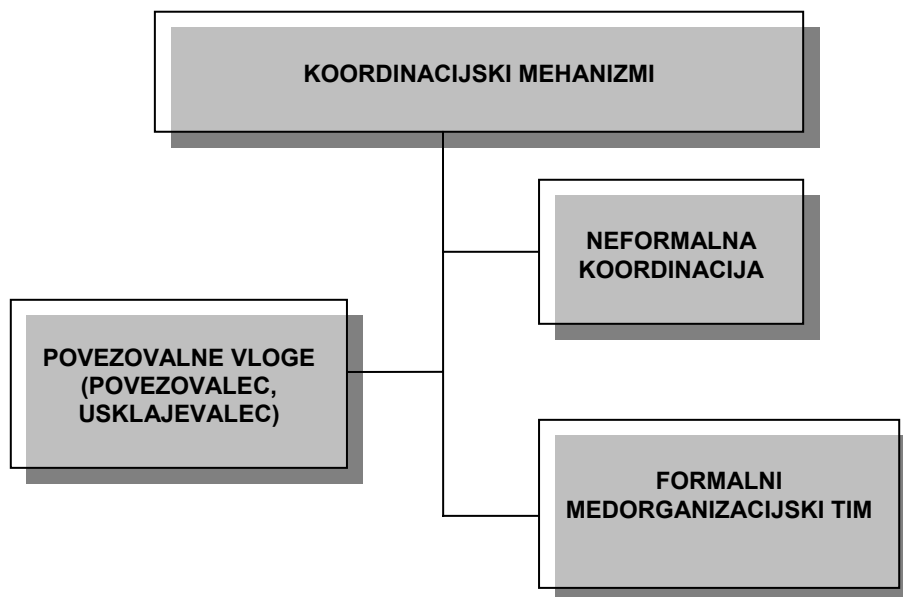 KOORDINACIJSKI MEHANIZMI
NEFORMALNA
KOORDINACIJA
POVEZOVALNE VLOGE
(POVEZOVALEC,
USKLAJEVALEC)
FORMALNI
MEDORGANIZACIJSKI TIM